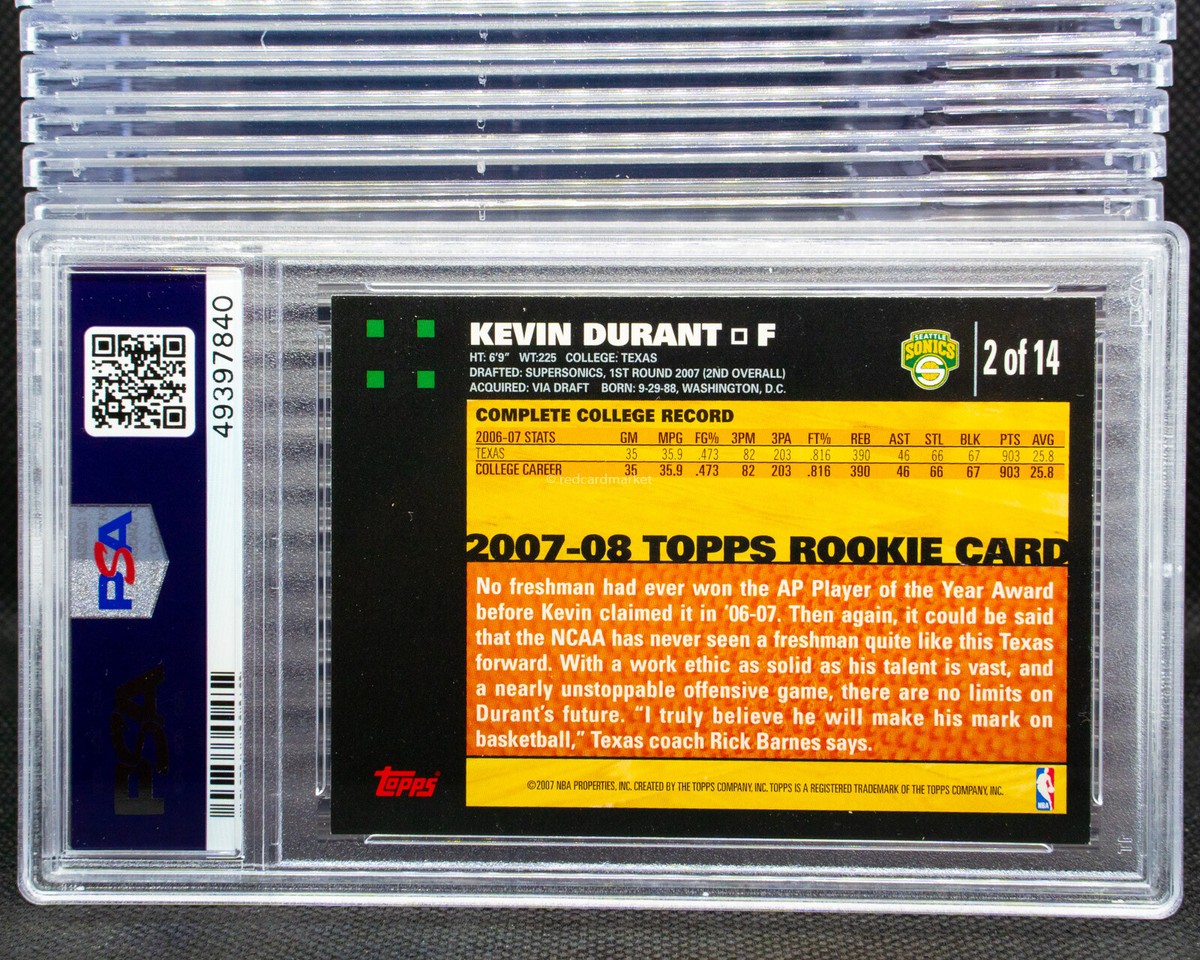 49397840
PSA
PSA
KEVIN DURANT □ F
HT: 6'9" WT:225 COLLEGE: TEXAS
DRAFTED: SUPERSONICS, 1ST ROUND 2007 (2ND OVERALL)
ACQUIRED: VIA DRAFT BORN: 9-29-88, WASHINGTON, D.C.
SEATTLE
SONICS
2 of 14
COMPLETE COLLEGE RECORD
2006-07 STATS GM MPG FG% 3PM 3PA FT% REB AST STL BLK PTS AVG
TEXAS 35 35.9 .473 82 203 .816 390 46 66 67 903 25.8
COLLEGE CAREER 35 35.9 .473 82 203 .816 390 46 66 67 903 25.8
© redcardmarket
2007-08 TOPPS ROOKIE CARD
No freshman had ever won the AP Player of the Year Award
before Kevin claimed it in '06-07. Then again, it could be said
that the NCAA has never seen a freshman quite like this Texas
forward. With a work ethic as solid as his talent is vast, and
a nearly unstoppable offensive game, there are no limits on
Durant's future. "I truly believe he will make his mark on
basketball," Texas coach Rick Barnes says.
topps
©2007 NBA PROPERTIES, INC. CREATED BY THE TOPPS COMPANY, INC. TOPPS IS A REGISTERED TRADEMARK OF THE TOPPS COMPANY, INC.
NBA